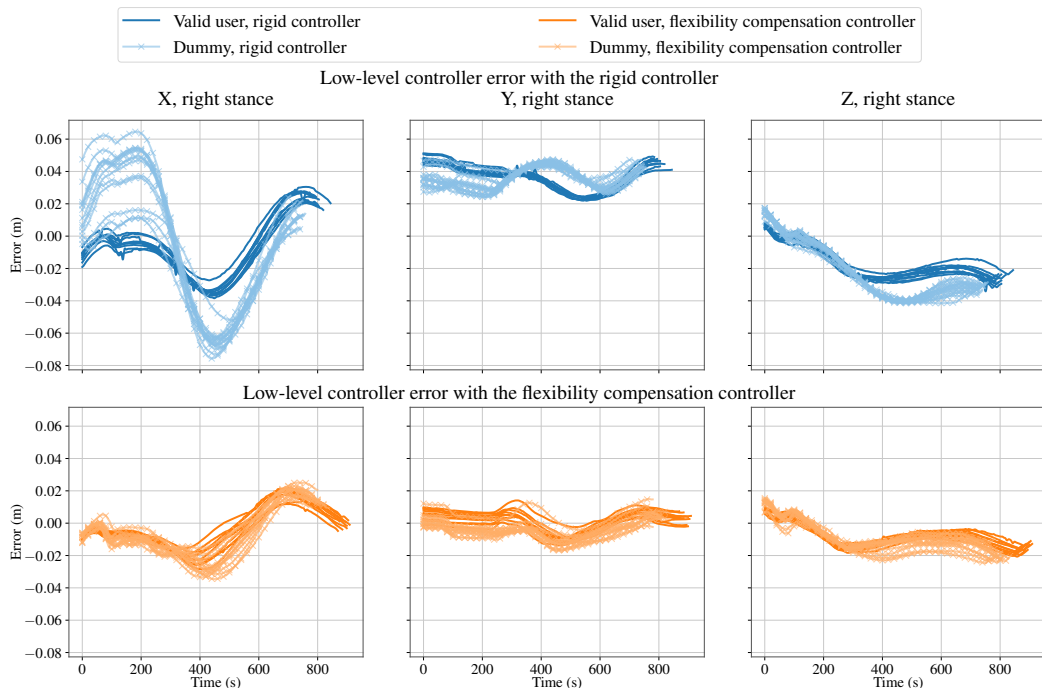 Valid user, rigid controller
Dummy, rigid controller
Valid user, flexibility compensation controller
Dummy, flexibility compensation controller
Low-level controller error with the rigid controller
X, right stance
Y, right stance
Z, right stance
0.06
0.04
0.02
0.00
−0.02
−0.04
−0.06
−0.08
Error (m)
Low-level controller error with the flexibility compensation controller
0.06
0.04
0.02
0.00
−0.02
−0.04
−0.06
−0.08
Error (m)
0 200 400 600 800
0 200 400 600 800
0 200 400 600 800
Time (s)
Time (s)
Time (s)